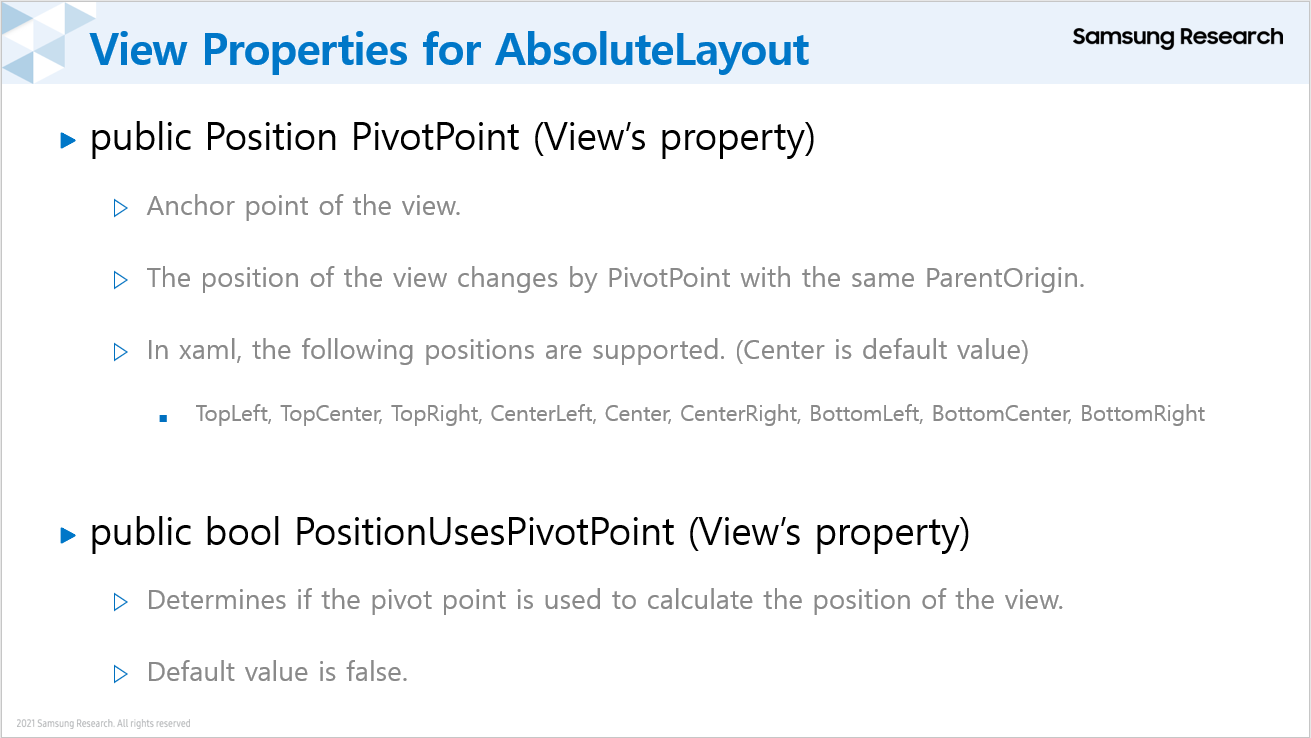 View Properties for AbsoluteLayout
Samsung Research
public Position PivotPoint (View’s property)
Anchor point of the view.
The position of the view changes by PivotPoint with the same ParentOrigin.
In xaml, the following positions are supported. (Center is default value)
TopLeft, TopCenter, TopRight, CenterLeft, Center, CenterRight, BottomLeft, BottomCenter, BottomRight
public bool PositionUsesPivotPoint (View’s property)
Determines if the pivot point is used to calculate the position of the view.
Default value is false.
2021 Samsung Research. All rights reserved